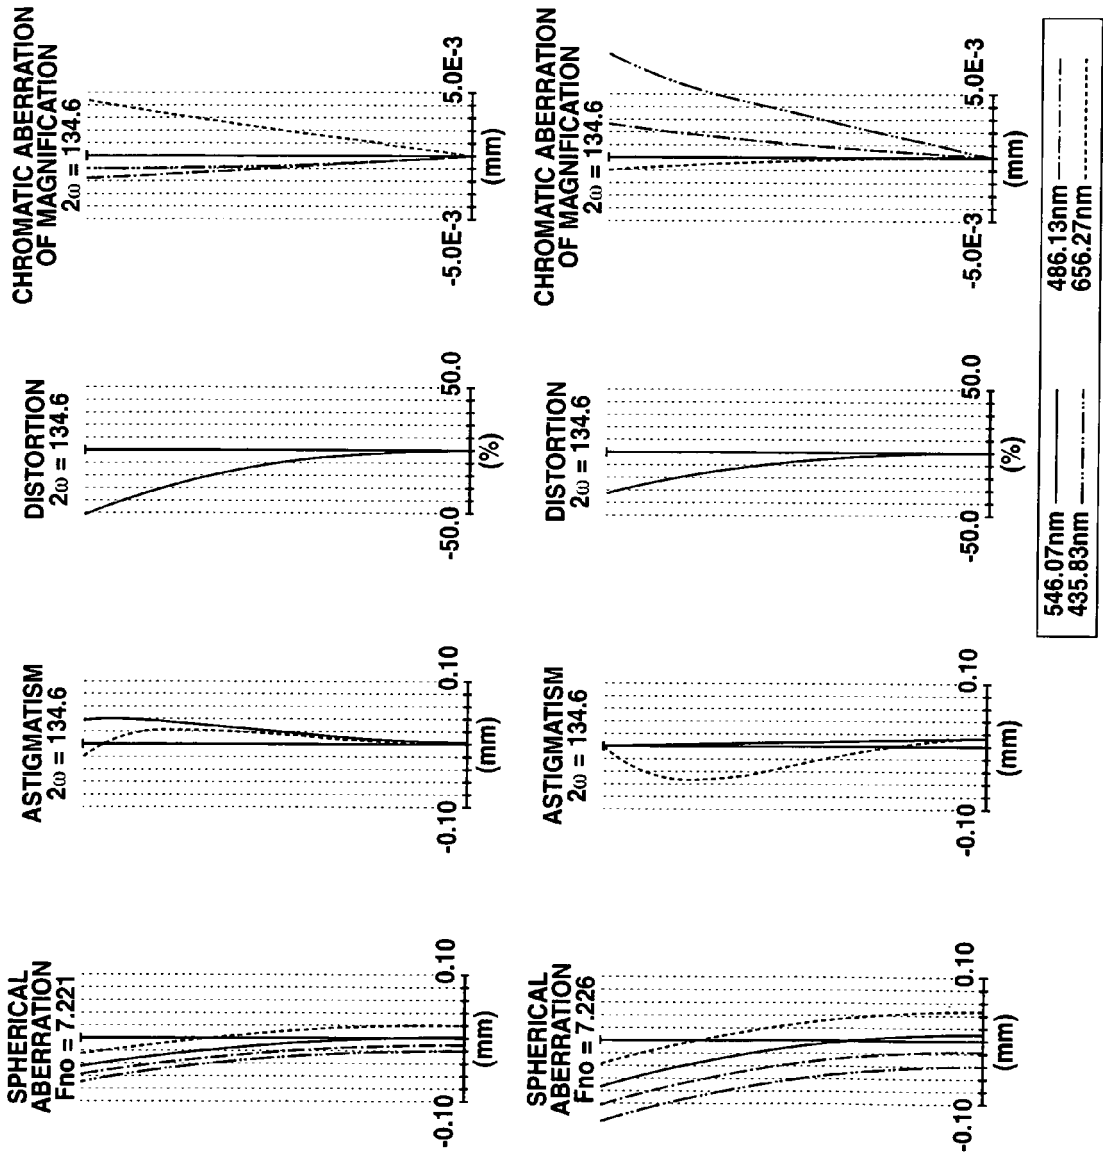 SPHERICAL
ABERRATION
Fno = 7.221
-0.10
0.10
(mm)
ASTIGMATISM
2ω = 134.6
-0.10
0.10
(mm)
DISTORTION
2ω = 134.6
-50.0
50.0
(%)
CHROMATIC ABERRATION
OF MAGNIFICATION
2ω = 134.6
-5.0E-3
5.0E-3
(mm)
SPHERICAL
ABERRATION
Fno = 7.226
-0.10
0.10
(mm)
ASTIGMATISM
2ω = 134.6
-0.10
0.10
(mm)
DISTORTION
2ω = 134.6
-50.0
50.0
(%)
CHROMATIC ABERRATION
OF MAGNIFICATION
2ω = 134.6
-5.0E-3
5.0E-3
(mm)
546.07nm
486.13nm
435.83nm
656.27nm